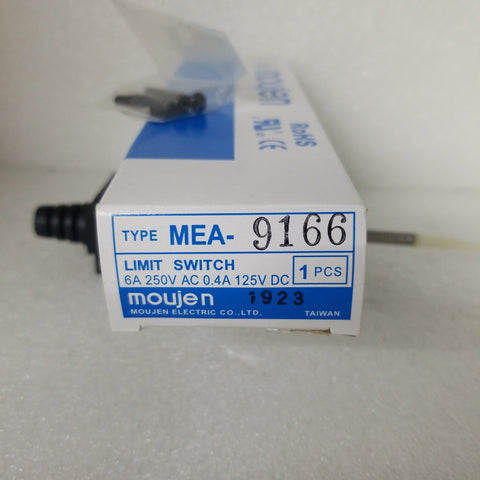 moujen
RoHS
TYPE MEA- 9166
LIMIT SWITCH
6A 250V AC 0.4A 125V DC
1 PCS
moujen 1923
MOUJEN ELECTRIC CO.,LTD.
TAIWAN